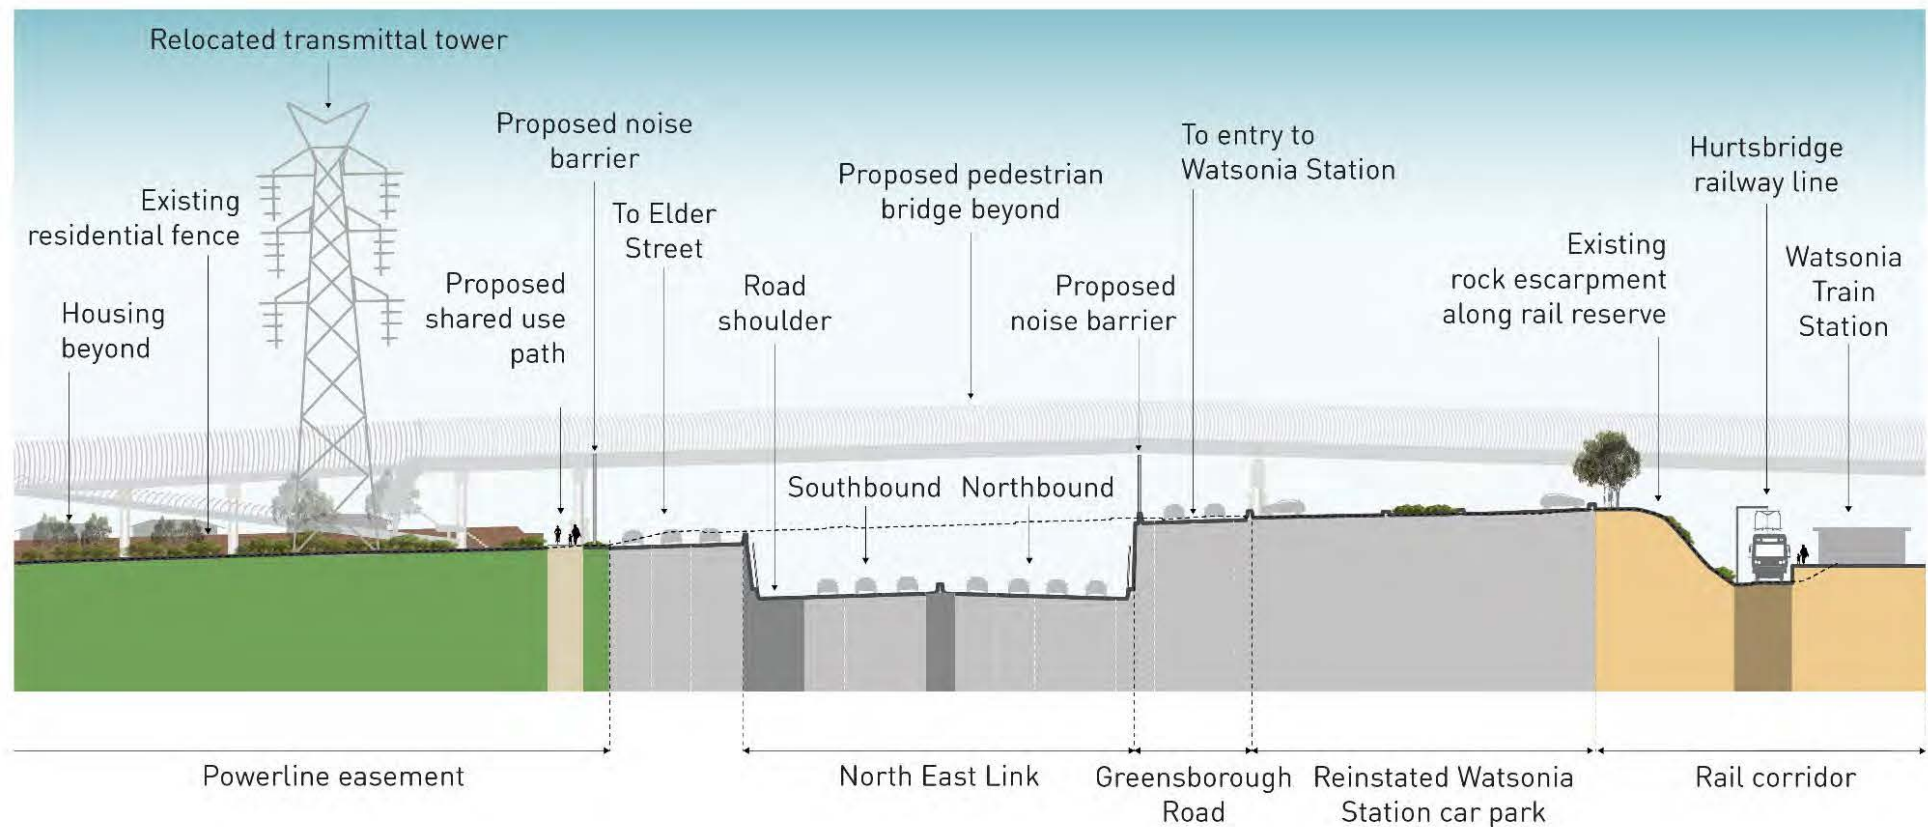 Relocated transmittal tower
Proposed noise
barrier
To entry to
Watsonia Station
Hurtsbridge
railway line
Proposed pedestrian
bridge beyond
Existing
residential fence
To Elder
Street
Existing
rock escarpment
along rail reserve
Watsonia
Train
Station
Proposed
shared use
path
Road
shoulder
Proposed
noise barrier
Housing
beyond
Southbound
Northbound
Powerline easement
North East Link
Greensborough
Road
Reinstated Watsonia
Station car park
Rail corridor